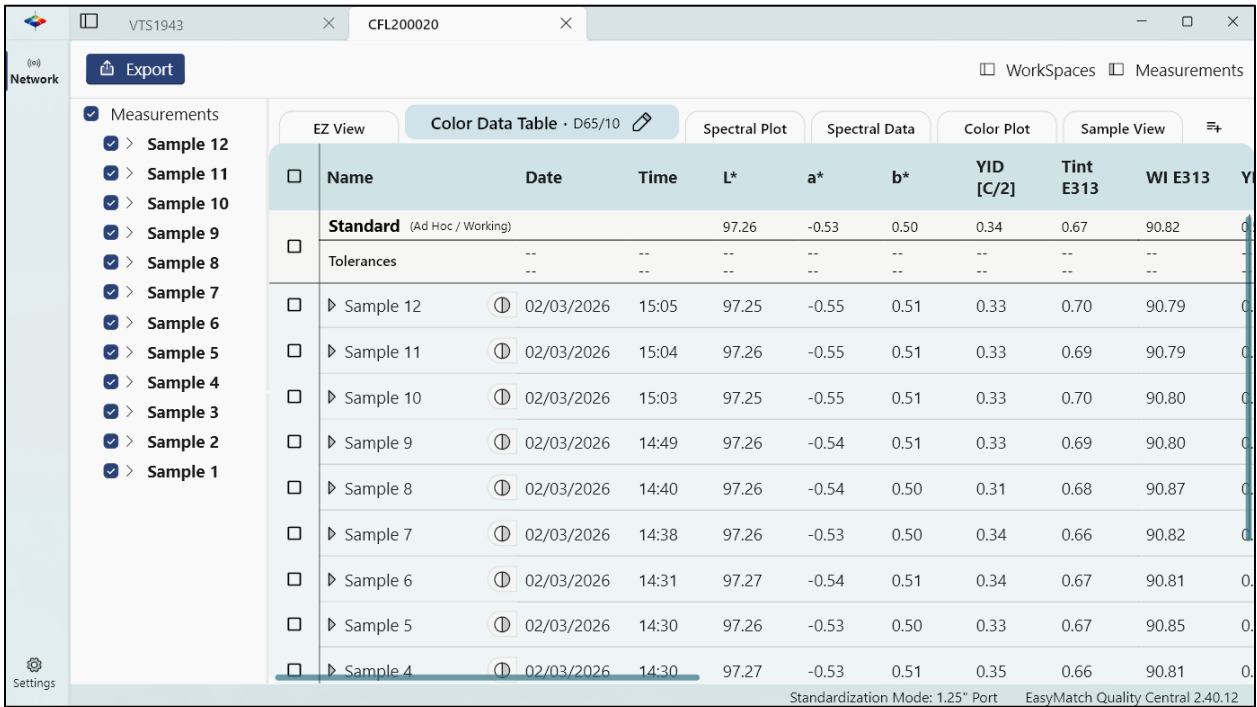 VTS1943 CFL200020
Network
Export
WorkSpaces Measurements
Measurements
Sample 12
Sample 11
Sample 10
Sample 9
Sample 8
Sample 7
Sample 6
Sample 5
Sample 4
Sample 3
Sample 2
Sample 1
EZ View Color Data Table · D65/10 Spectral Plot Spectral Data Color Plot Sample View
Name Date Time L* a* b* YID [C/2] Tint E313 WI E313 YI
Standard (Ad Hoc / Working) 97.26 -0.53 0.50 0.34 0.67 90.82
Tolerances -- -- -- -- -- -- -- --
-- -- -- -- -- -- -- --
Sample 12 02/03/2026 15:05 97.25 -0.55 0.51 0.33 0.70 90.79
Sample 11 02/03/2026 15:04 97.26 -0.55 0.51 0.33 0.69 90.79
Sample 10 02/03/2026 15:03 97.25 -0.55 0.51 0.33 0.70 90.80
Sample 9 02/03/2026 14:49 97.26 -0.54 0.51 0.33 0.69 90.80
Sample 8 02/03/2026 14:40 97.26 -0.54 0.50 0.31 0.68 90.87
Sample 7 02/03/2026 14:38 97.26 -0.53 0.50 0.34 0.66 90.82
Sample 6 02/03/2026 14:31 97.27 -0.54 0.51 0.34 0.67 90.81 0.
Sample 5 02/03/2026 14:30 97.26 -0.53 0.50 0.33 0.67 90.85 0.
Sample 4 02/03/2026 14:30 97.27 -0.53 0.51 0.35 0.66 90.81 0.
Settings
Standardization Mode: 1.25" Port EasyMatch Quality Central 2.40.12